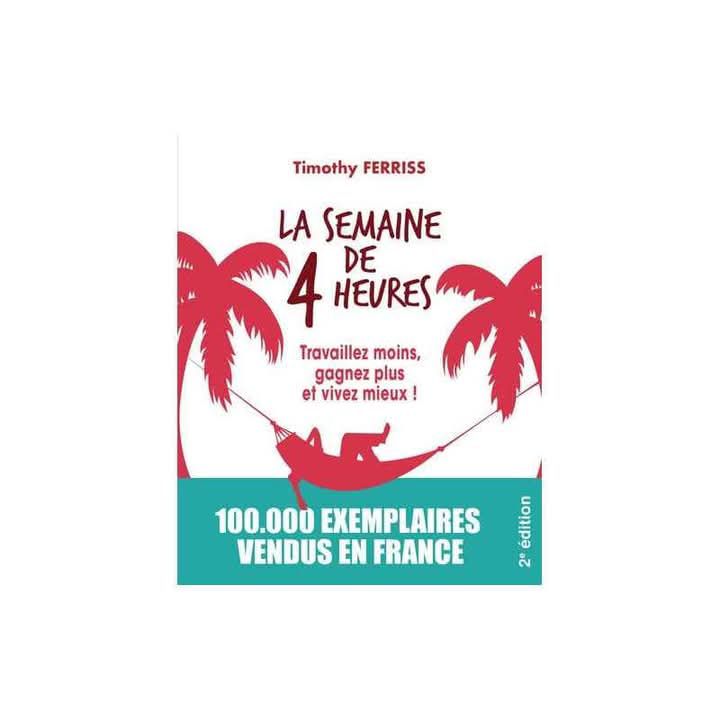 Timothy FERRISS
LA SEMAINE
DE
4 HEURES
Travaillez moins,
gagnez plus
et vivez mieux !
100.000 EXEMPLAIRES
VENDUS EN FRANCE
2e édition